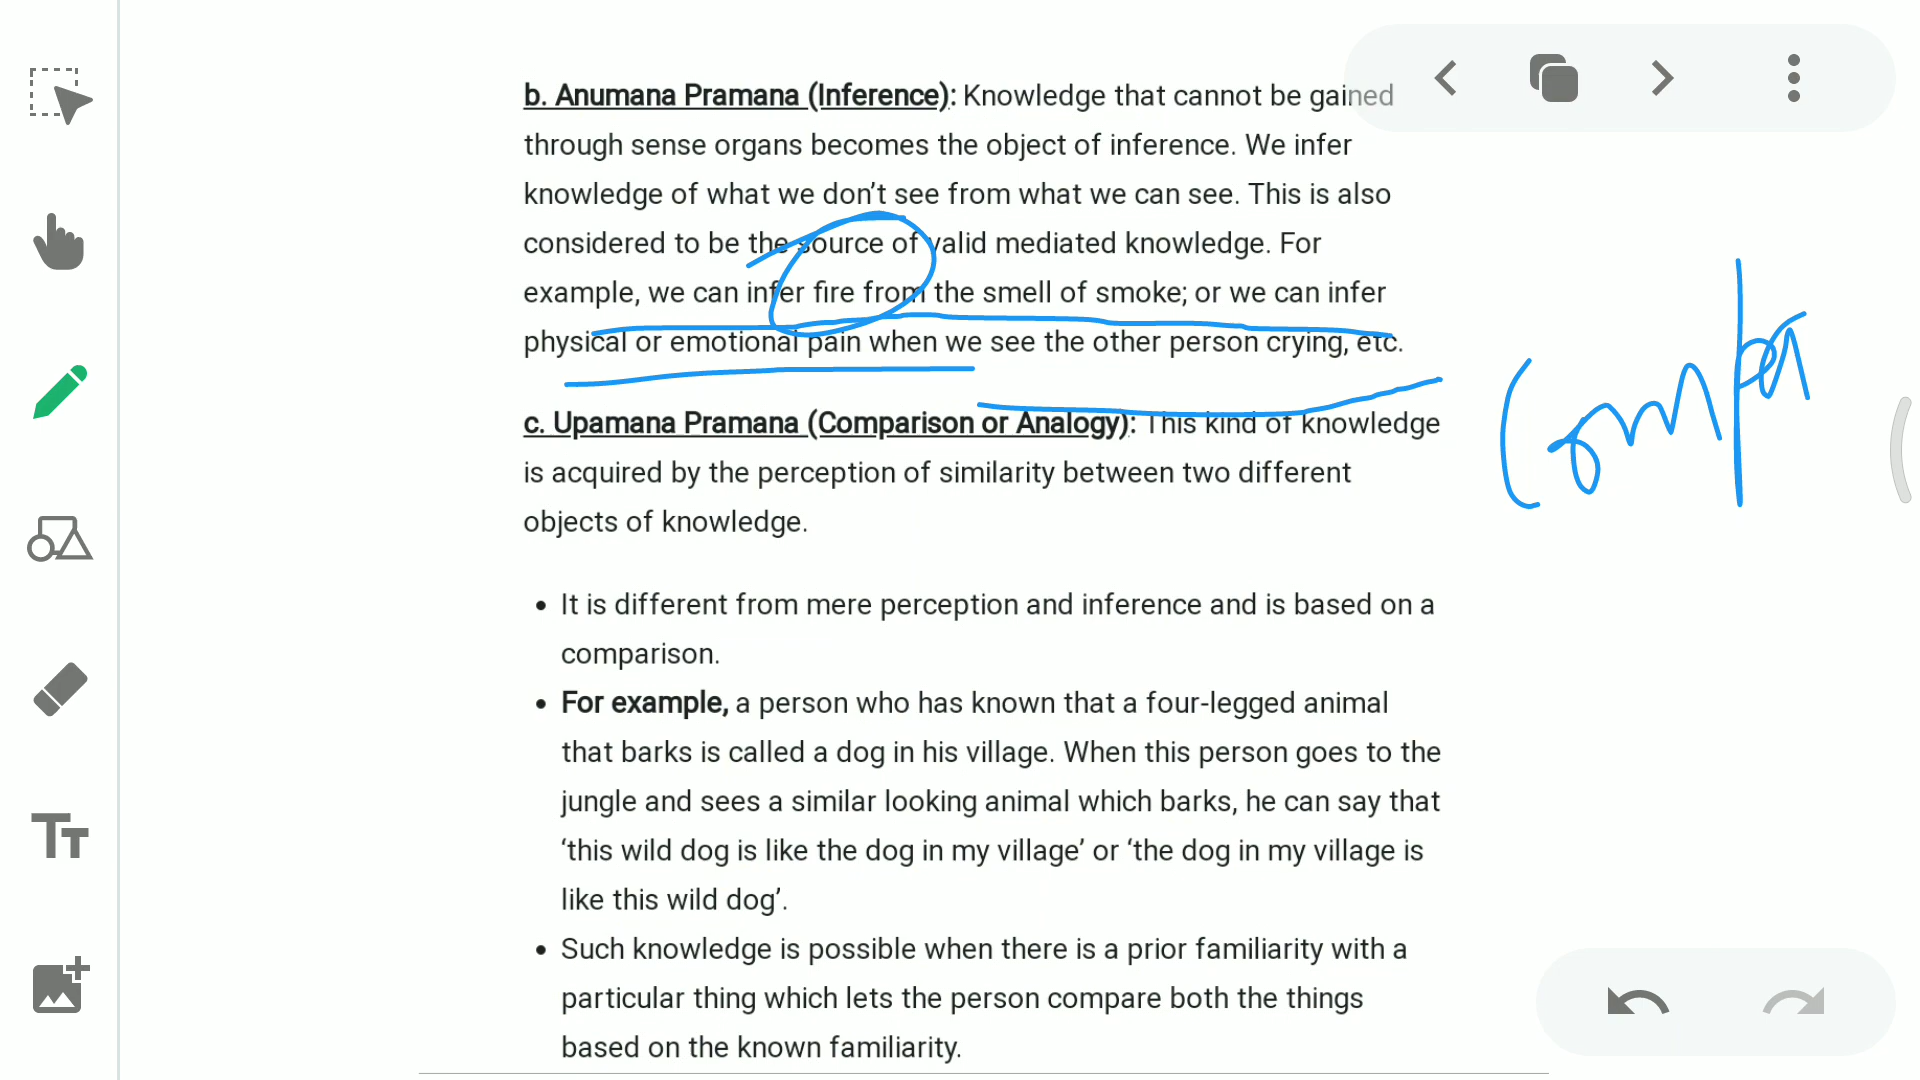 b. Anumana Pramana (Inference): Knowledge that cannot be gained
through sense organs becomes the object of inference. We infer
knowledge of what we don’t see from what we can see. This is also
considered to be the source of valid mediated knowledge. For
example, we can infer fire from the smell of smoke; or we can infer
physical or emotional pain when we see the other person crying, etc.
c. Upamana Pramana (Comparison or Analogy): This kind of knowledge
is acquired by the perception of similarity between two different
objects of knowledge.
Compa
• It is different from mere perception and inference and is based on a
comparison.
• For example, a person who has known that a four-legged animal
that barks is called a dog in his village. When this person goes to the
jungle and sees a similar looking animal which barks, he can say that
‘this wild dog is like the dog in my village’ or ‘the dog in my village is
like this wild dog’.
• Such knowledge is possible when there is a prior familiarity with a
particular thing which lets the person compare both the things
based on the known familiarity.